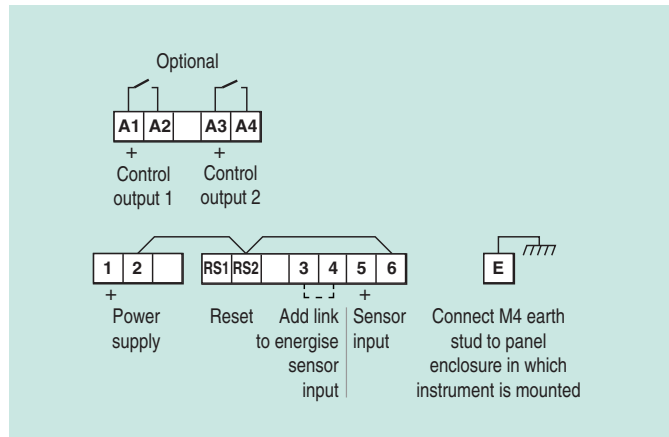 Optional
A1 A2 A3 A4
+ +
Control Control
output 1 output 2
1 2 RS1 RS2 3 4 5 6 E
+ +
Power Reset Add link Sensor Connect M4 earth
supply to energise input stud to panel
sensor enclosure in which
input instrument is mounted